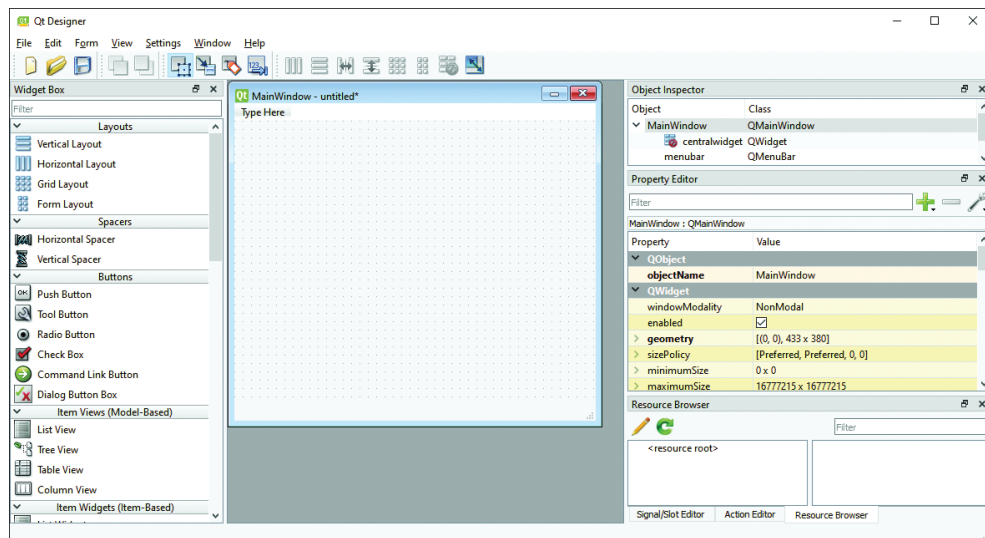 Qt Designer
File Edit Form View Settings Window Help
Widget Box
Filter
Layouts
Vertical Layout
Horizontal Layout
Grid Layout
Form Layout
Spacers
Horizontal Spacer
Vertical Spacer
Buttons
OK Push Button
Tool Button
Radio Button
Check Box
Command Link Button
Dialog Button Box
Item Views (Model-Based)
List View
Tree View
Table View
Column View
Item Widgets (Item-Based)
Qt MainWindow - untitled*
Type Here
Object Inspector
Object Class
MainWindow QMainWindow
centralwidget QWidget
menubar QMenuBar
Property Editor
Filter
MainWindow : QMainWindow
Property Value
QObject
objectName MainWindow
QWidget
windowModality NonModal
enabled
geometry [(0, 0), 433 x 380]
sizePolicy [Preferred, Preferred, 0, 0]
minimumSize 0 x 0
maximumSize 16777215 x 16777215
Resource Browser
Filter
<resource root>
Signal/Slot Editor Action Editor Resource Browser